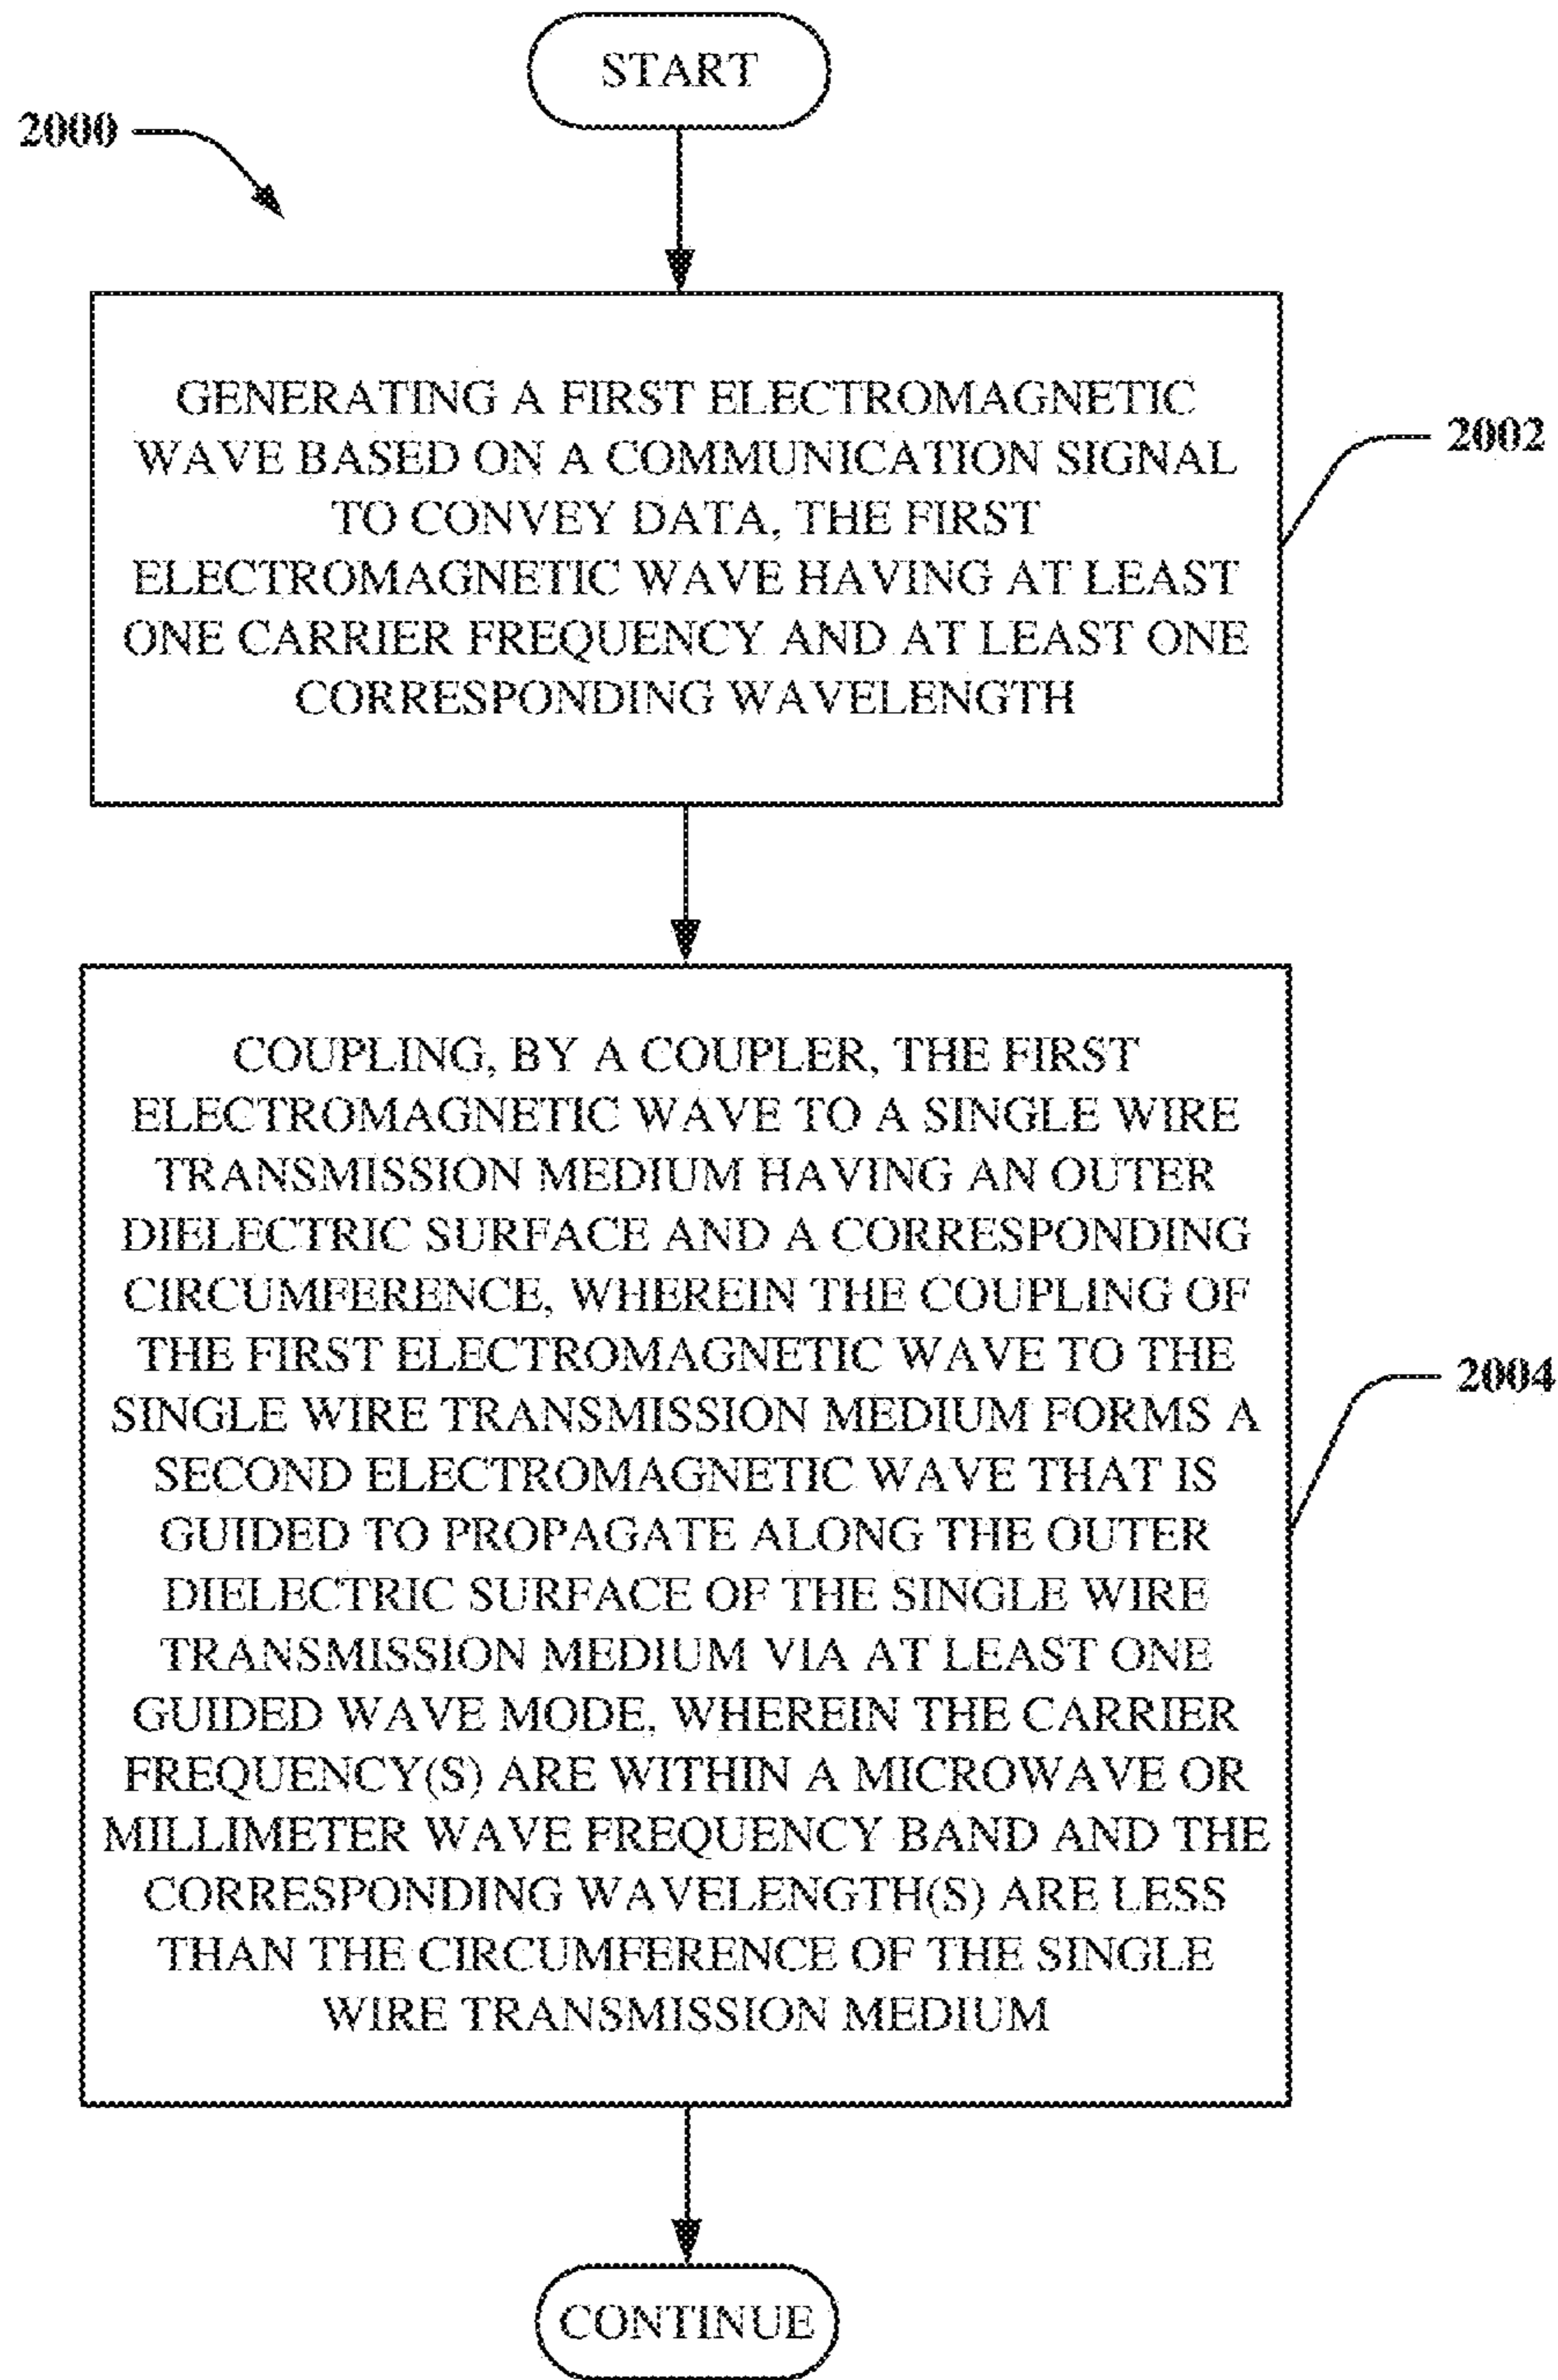 START
2000
GENERATING A FIRST ELECTROMAGNETIC
WAVE BASED ON A COMMUNICATION SIGNAL
TO CONVEY DATA, THE FIRST
ELECTROMAGNETIC WAVE HAVING AT LEAST
ONE CARRIER FREQUENCY AND AT LEAST ONE
CORRESPONDING WAVELENGTH
2002
COUPLING, BY A COUPLER, THE FIRST
ELECTROMAGNETIC WAVE TO A SINGLE WIRE
TRANSMISSION MEDIUM HAVING AN OUTER
DIELECTRIC SURFACE AND A CORRESPONDING
CIRCUMFERENCE, WHEREIN THE COUPLING OF
THE FIRST ELECTROMAGNETIC WAVE TO THE
SINGLE WIRE TRANSMISSION MEDIUM FORMS A
SECOND ELECTROMAGNETIC WAVE THAT IS
GUIDED TO PROPAGATE ALONG THE OUTER
DIELECTRIC SURFACE OF THE SINGLE WIRE
TRANSMISSION MEDIUM VIA AT LEAST ONE
GUIDED WAVE MODE, WHEREIN THE CARRIER
FREQUENCY(S) ARE WITHIN A MICROWAVE OR
MILLIMETER WAVE FREQUENCY BAND AND THE
CORRESPONDING WAVELENGTH(S) ARE LESS
THAN THE CIRCUMFERENCE OF THE SINGLE
WIRE TRANSMISSION MEDIUM
2004
CONTINUE